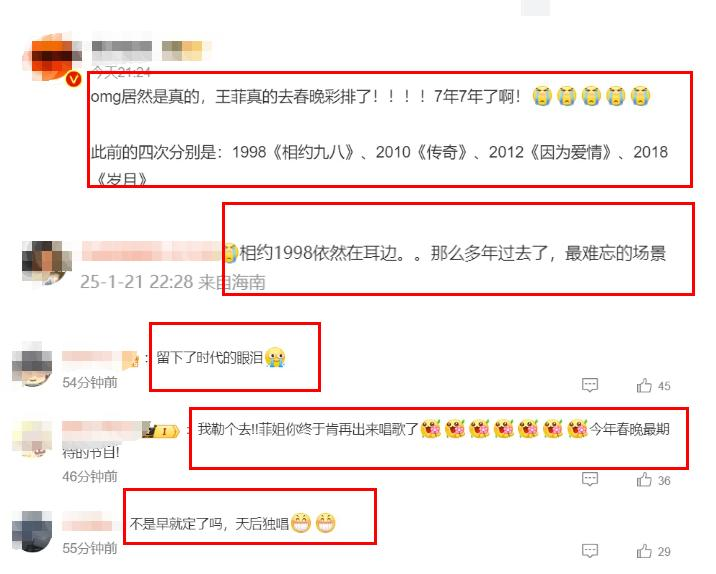 今天21:24
omg居然是真的，王菲真的去春晚彩排了！！！！7年7年了啊！
此前的四次分别是：1998《相约九八》、2010《传奇》、2012《因为爱情》、2018
《岁月》
相约1998依然在耳边。。那么多年过去了，最难忘的场景
25-1-21 22:28 来自海南
：留下了时代的眼泪
54分钟前
45
I ：我勒个去!!菲姐你终于肯再出来唱歌了 今年春晚最期
待的节目!
46分钟前
36
不是早就定了吗，天后独唱
55分钟前
29